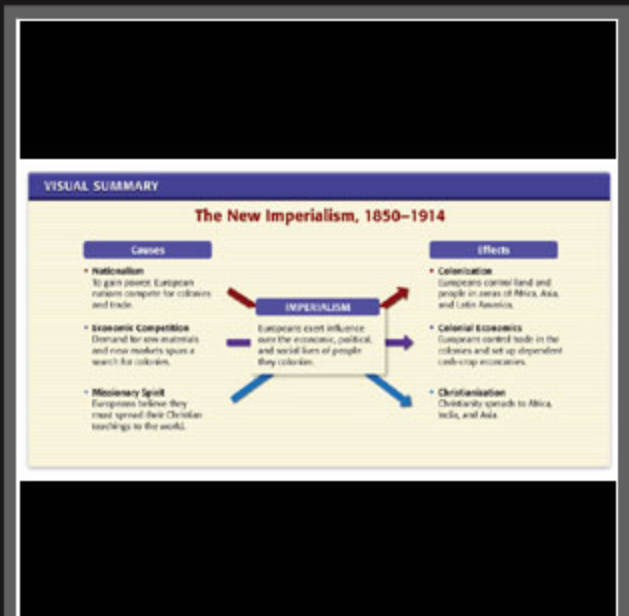 VISUAL SUMMARY
The New Imperialism, 1850–1914
Causes
Nationalism
To gain power, European
nations compete for colonies
and trade.
Economic Competition
Demand for raw materials
and new markets spurs a
search for colonies.
Missionary Spirit
Europeans believe they
must spread their Christian
teachings to the world.
IMPERIALISM
Europeans exert influence
over the economic, political,
and social lives of people
they colonize.
Effects
Colonization
Europeans control land and
people in areas of Africa, Asia,
and Latin America.
Colonial Economics
Europeans control trade in the
colonies and set up dependent
cash-crop economies.
Christianization
Christianity spreads to Africa,
India, and Asia.